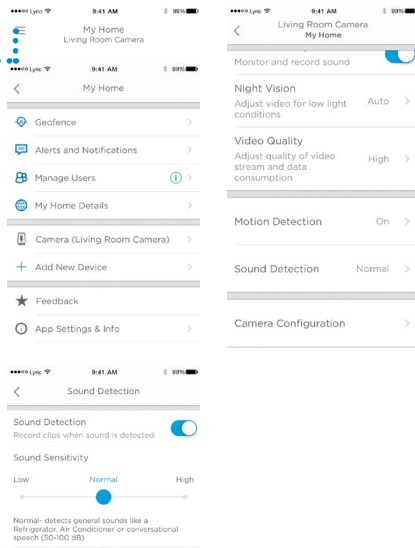 ●●●○○ Lyric 9:41 AM 99%
My Home
Living Room Camera
●●●○○ Lyric 9:41 AM 99%
My Home
Geofence
Alerts and Notifications
Manage Users
My Home Details
Camera (Living Room Camera)
Add New Device
Feedback
App Settings & Info
●●●○○ Lyric 9:41 AM 99%
Sound Detection
Sound Detection
Record clips when sound is detected.
Sound Sensitivity
Low Normal High
Normal- detects general sounds like a
Refrigerator, Air Conditioner or conversational
speech (50-100 dB)
●●●○○ Lyric 9:41 AM 99%
Living Room Camera
My Home
Monitor and record sound
Night Vision
Adjust video for low light
conditions
Auto
Video Quality
Adjust quality of video
stream and data
consumption
High
Motion Detection On
Sound Detection Normal
Camera Configuration